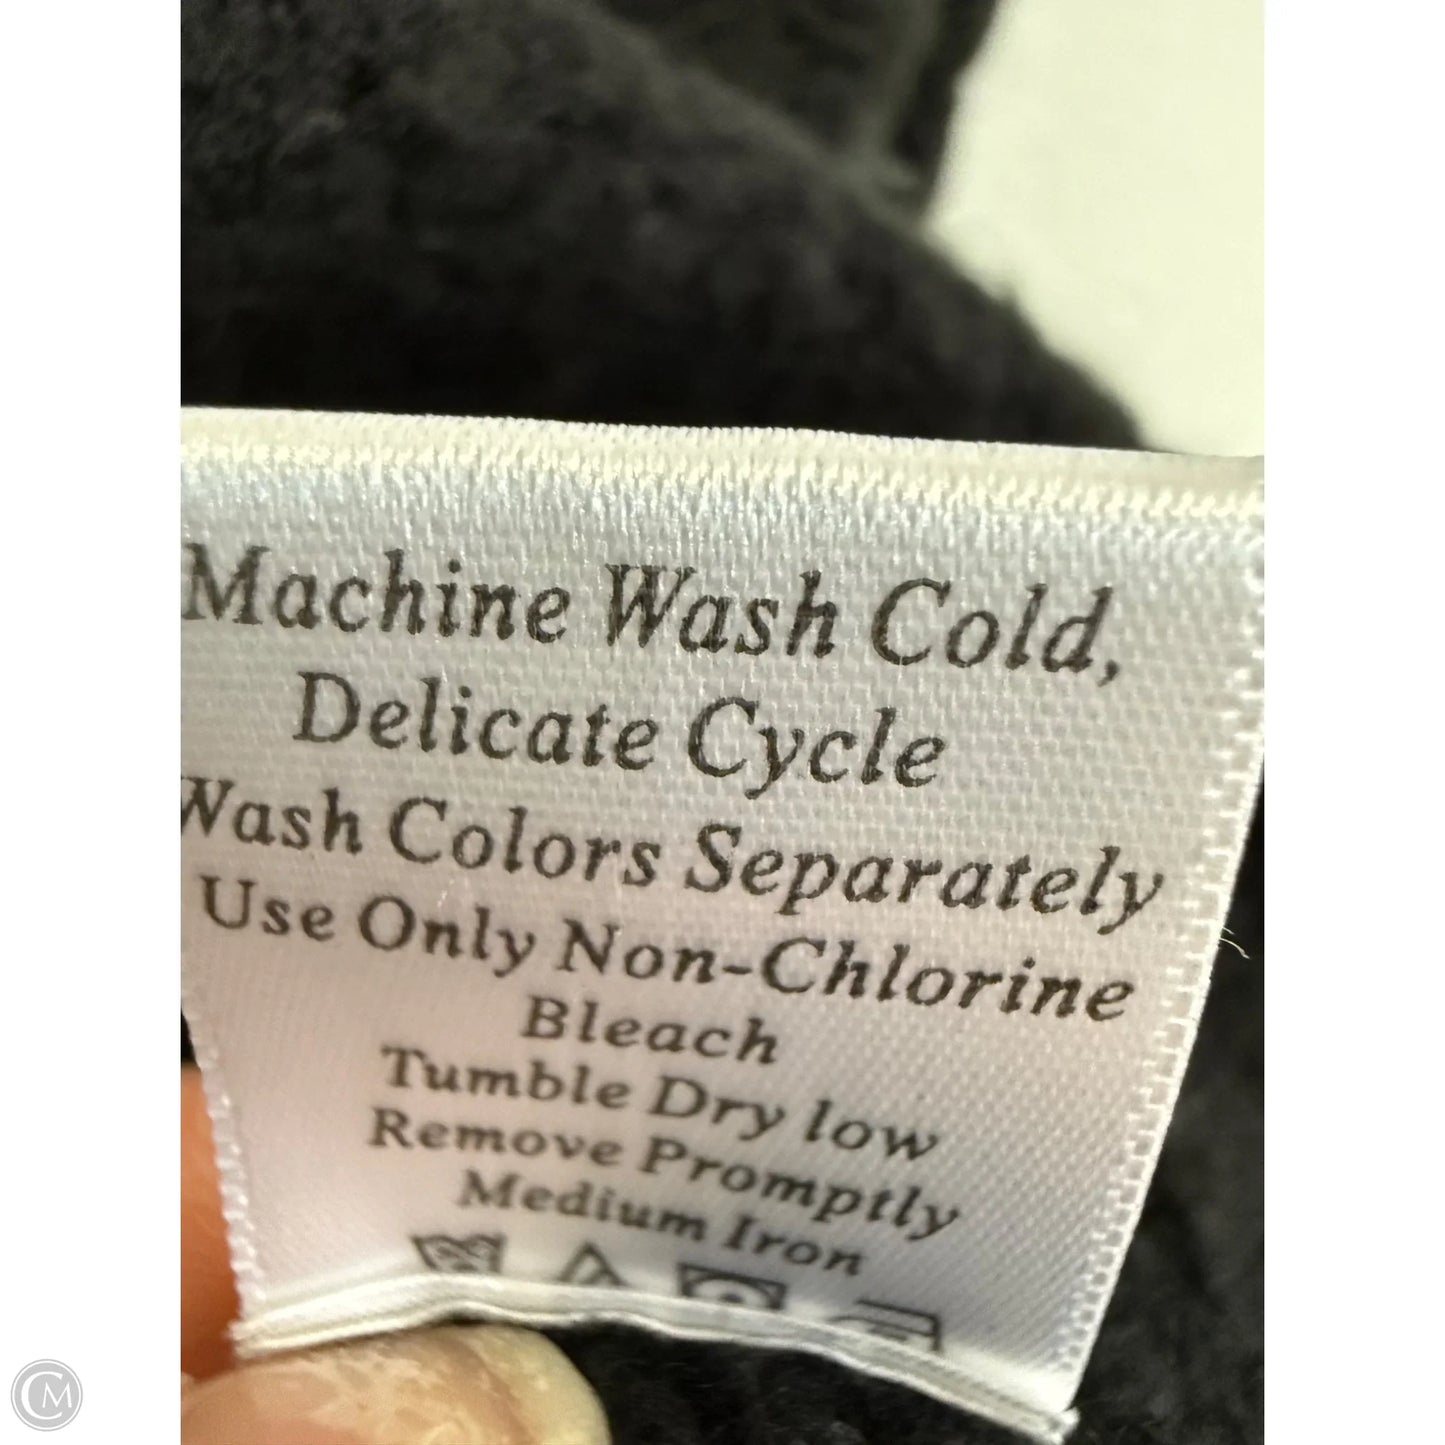 Machine Wash Cold,
Delicate Cycle
Wash Colors Separately
Use Only Non-Chlorine
Bleach
Tumble Dry low
Remove Promptly
Medium Iron
CM